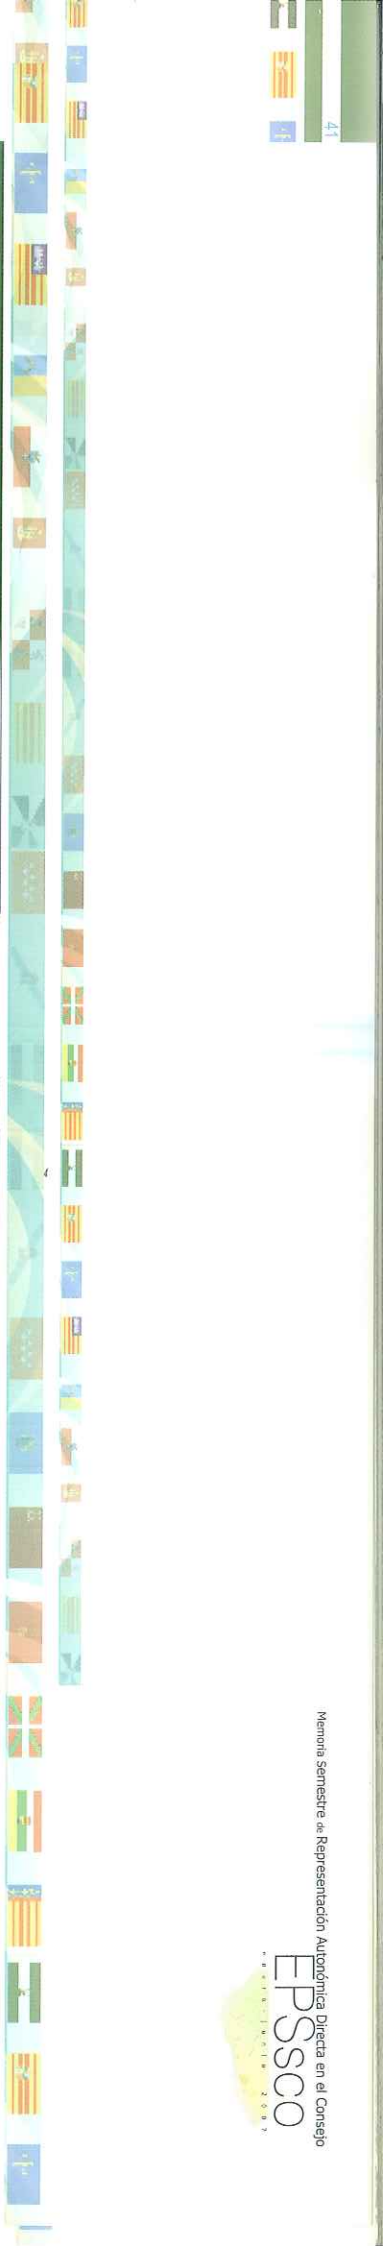 Memoria Semestre de Representación Autonómica Directa en el Consejo
EPSSCO
enero-junio 2007
41